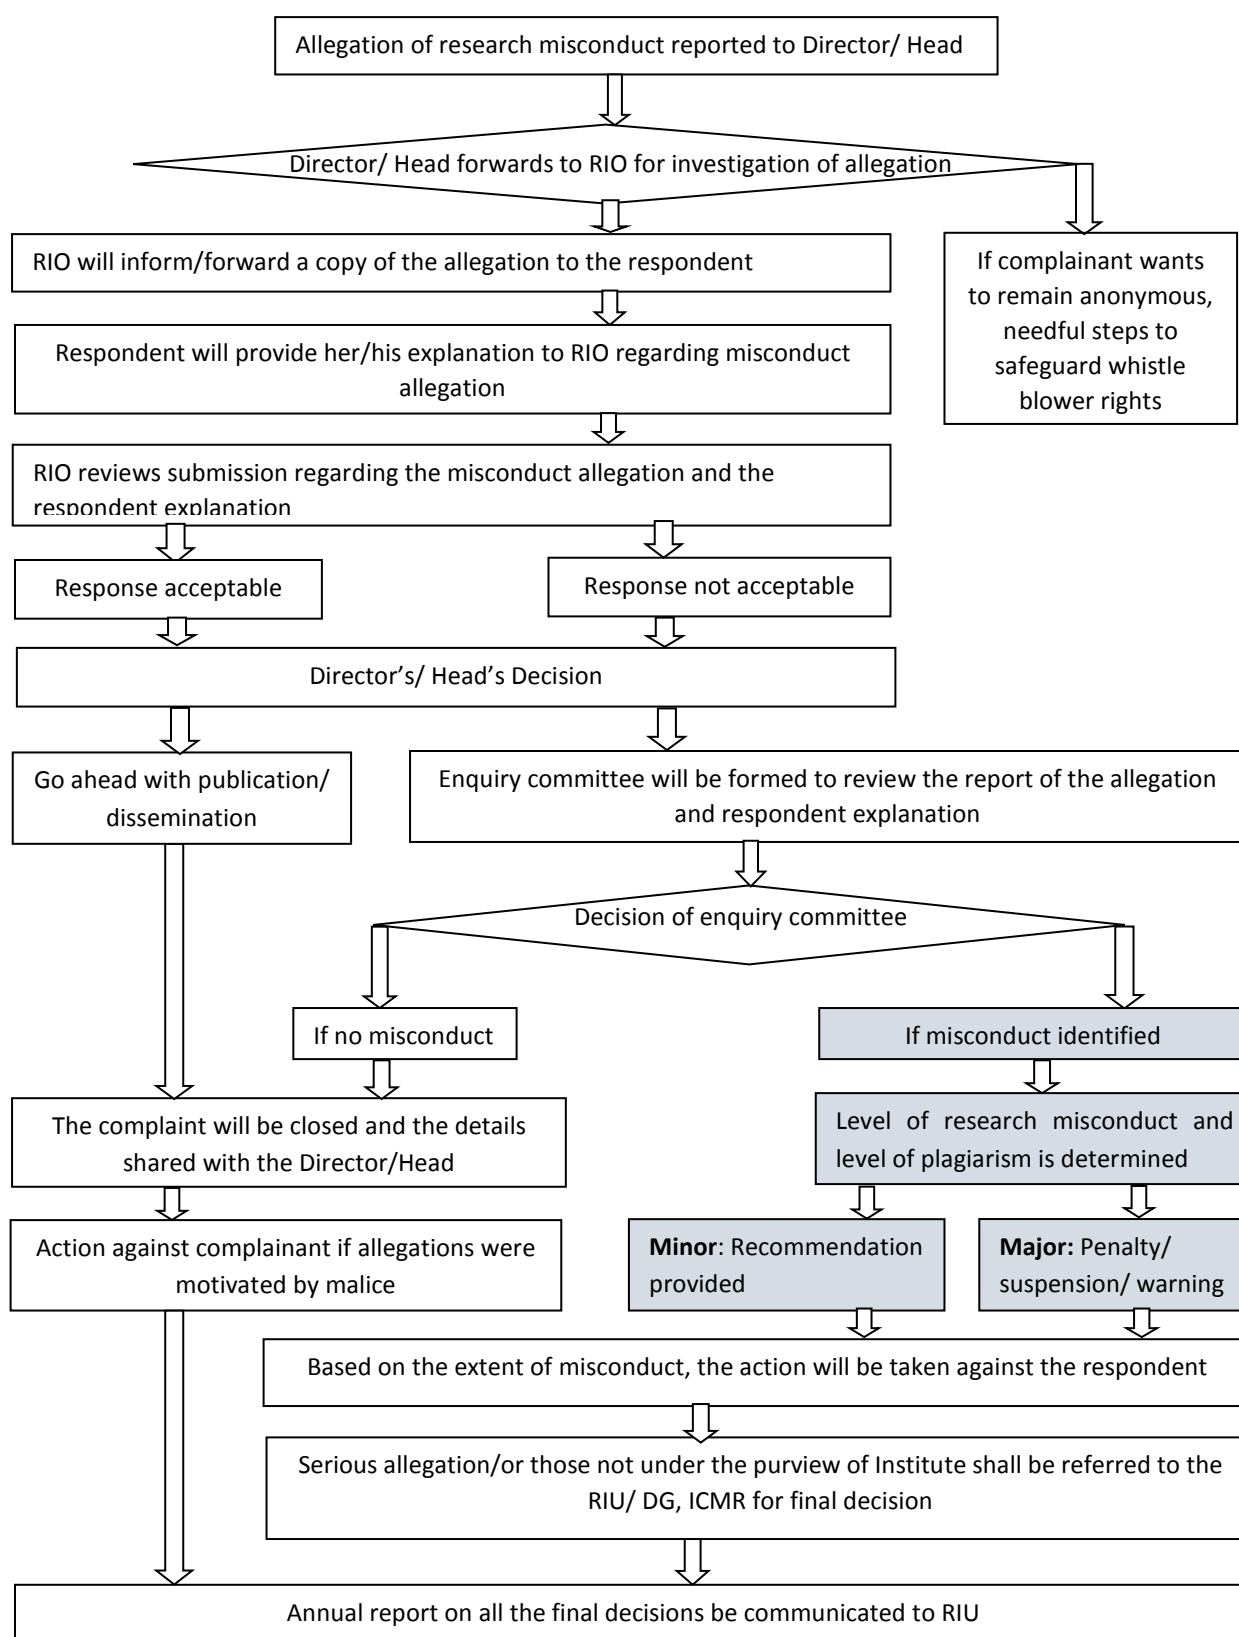 Allegation of research misconduct reported to Director/ Head
Director/ Head forwards to RIO for investigation of allegation
RIO will inform/forward a copy of the allegation to the respondent
If complainant wants
to remain anonymous,
needful steps to
safeguard whistle
blower rights
Respondent will provide her/his explanation to RIO regarding misconduct
allegation
RIO reviews submission regarding the misconduct allegation and the
respondent explanation
Response acceptable
Response not acceptable
Director’s/ Head’s Decision
Go ahead with publication/
dissemination
Enquiry committee will be formed to review the report of the allegation
and respondent explanation
Decision of enquiry committee
If no misconduct
If misconduct identified
The complaint will be closed and the details
shared with the Director/Head
Level of research misconduct and
level of plagiarism is determined
Action against complainant if allegations were
motivated by malice
Minor: Recommendation
provided
Major: Penalty/
suspension/ warning
Based on the extent of misconduct, the action will be taken against the respondent
Serious allegation/or those not under the purview of Institute shall be referred to the
RIU/ DG, ICMR for final decision
Annual report on all the final decisions be communicated to RIU